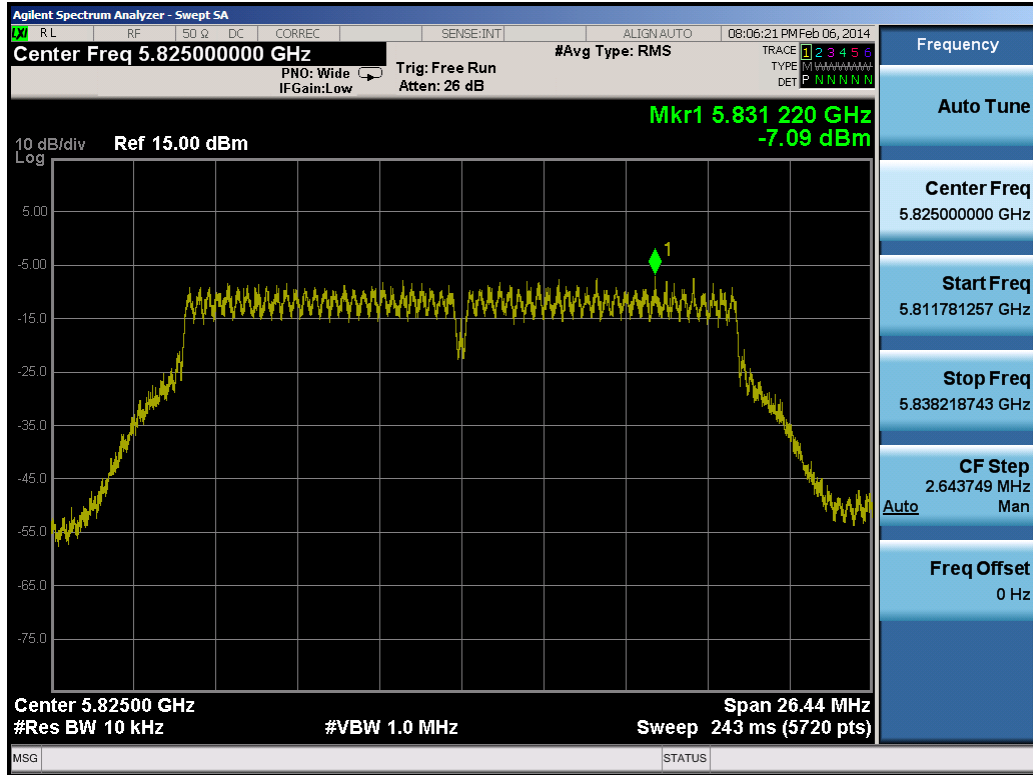 Agilent Spectrum Analyzer - Swept SA
LXI RL RF 50 Ω DC CORREC SENSE:INT ALIGN AUTO 08:06:21 PM Feb 06, 2014
Center Freq 5.825000000 GHz #Avg Type: RMS TRACE 1 2 3 4 5 6
PNO: Wide Trig: Free Run TYPE M WWWWW
IFGain:Low Atten: 26 dB DET P N N N N N
Mkr1 5.831 220 GHz
-7.09 dBm
10 dB/div Ref 15.00 dBm
Log
1
5.00
-5.00
-15.0
-25.0
-35.0
-45.0
-55.0
-65.0
-75.0
Center 5.82500 GHz Span 26.44 MHz
#Res BW 10 kHz #VBW 1.0 MHz Sweep 243 ms (5720 pts)
MSG STATUS
Frequency
Auto Tune
Center Freq
5.825000000 GHz
Start Freq
5.811781257 GHz
Stop Freq
5.838218743 GHz
CF Step
2.643749 MHz
Auto Man
Freq Offset
0 Hz